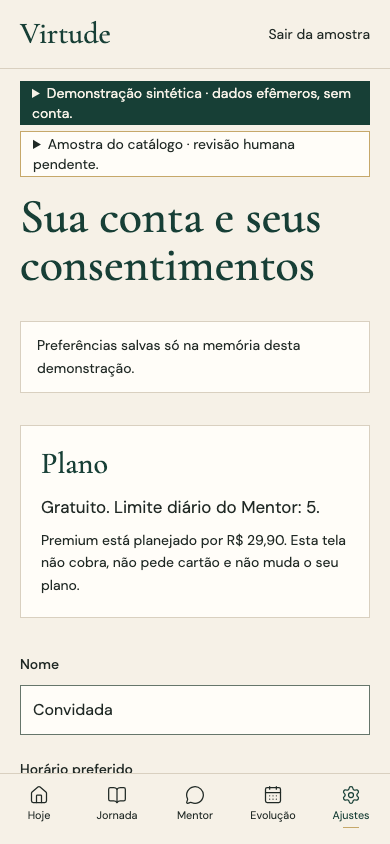 Virtude
Sair da amostra
Demonstração sintética · dados efêmeros, sem
conta.
Amostra do catálogo · revisão humana
pendente.
Sua conta e seus
consentimentos
Preferências salvas só na memória desta
demonstração.
Plano
Gratuito. Limite diário do Mentor: 5.
Premium está planejado por R$ 29,90. Esta tela
não cobra, não pede cartão e não muda o seu
plano.
Nome
Convidada
Horário preferido
Hoje
Jornada
Mentor
Evolução
Ajustes